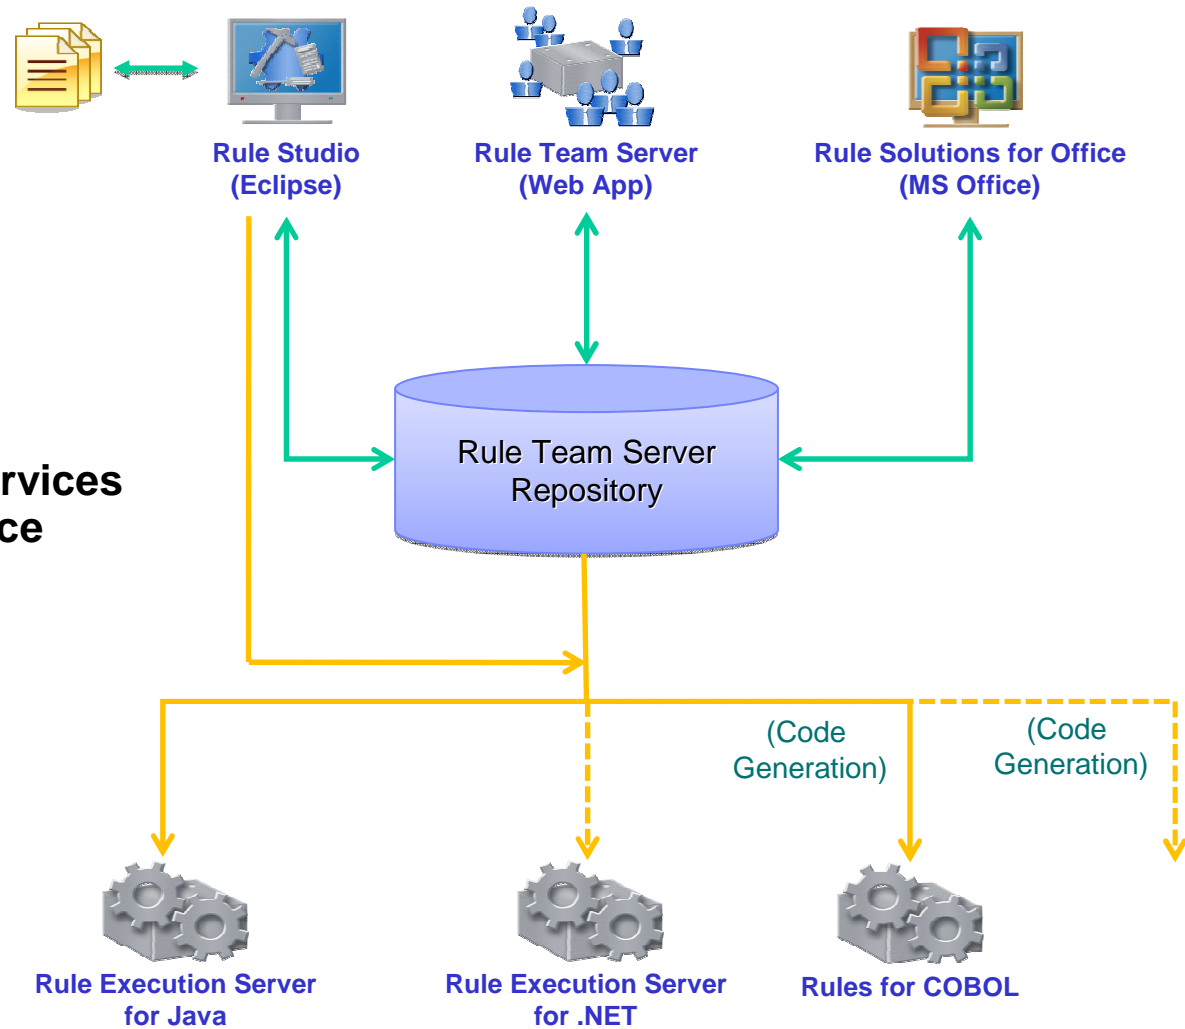 Rule Studio
(Eclipse)
Rule Team Server
(Web App)
Rule Solutions for Office
(MS Office)
Rule Team Server
Repository
rvices
ce
(Code
Generation)
(Code
Generation)
Rule Execution Server
for Java
Rule Execution Server
for .NET
Rules for COBOL